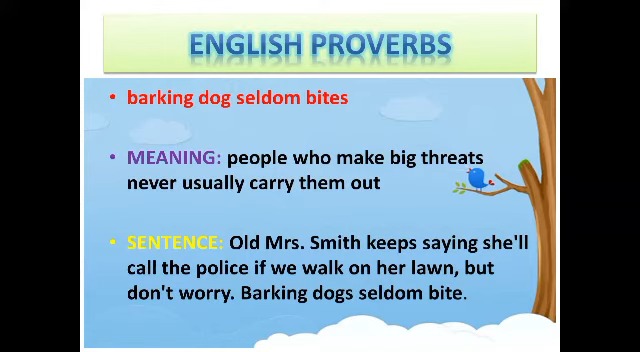 ENGLISH PROVERBS
• barking dog seldom bites
• MEANING: people who make big threats
never usually carry them out
• SENTENCE: Old Mrs. Smith keeps saying she'll
call the police if we walk on her lawn, but
don't worry. Barking dogs seldom bite.